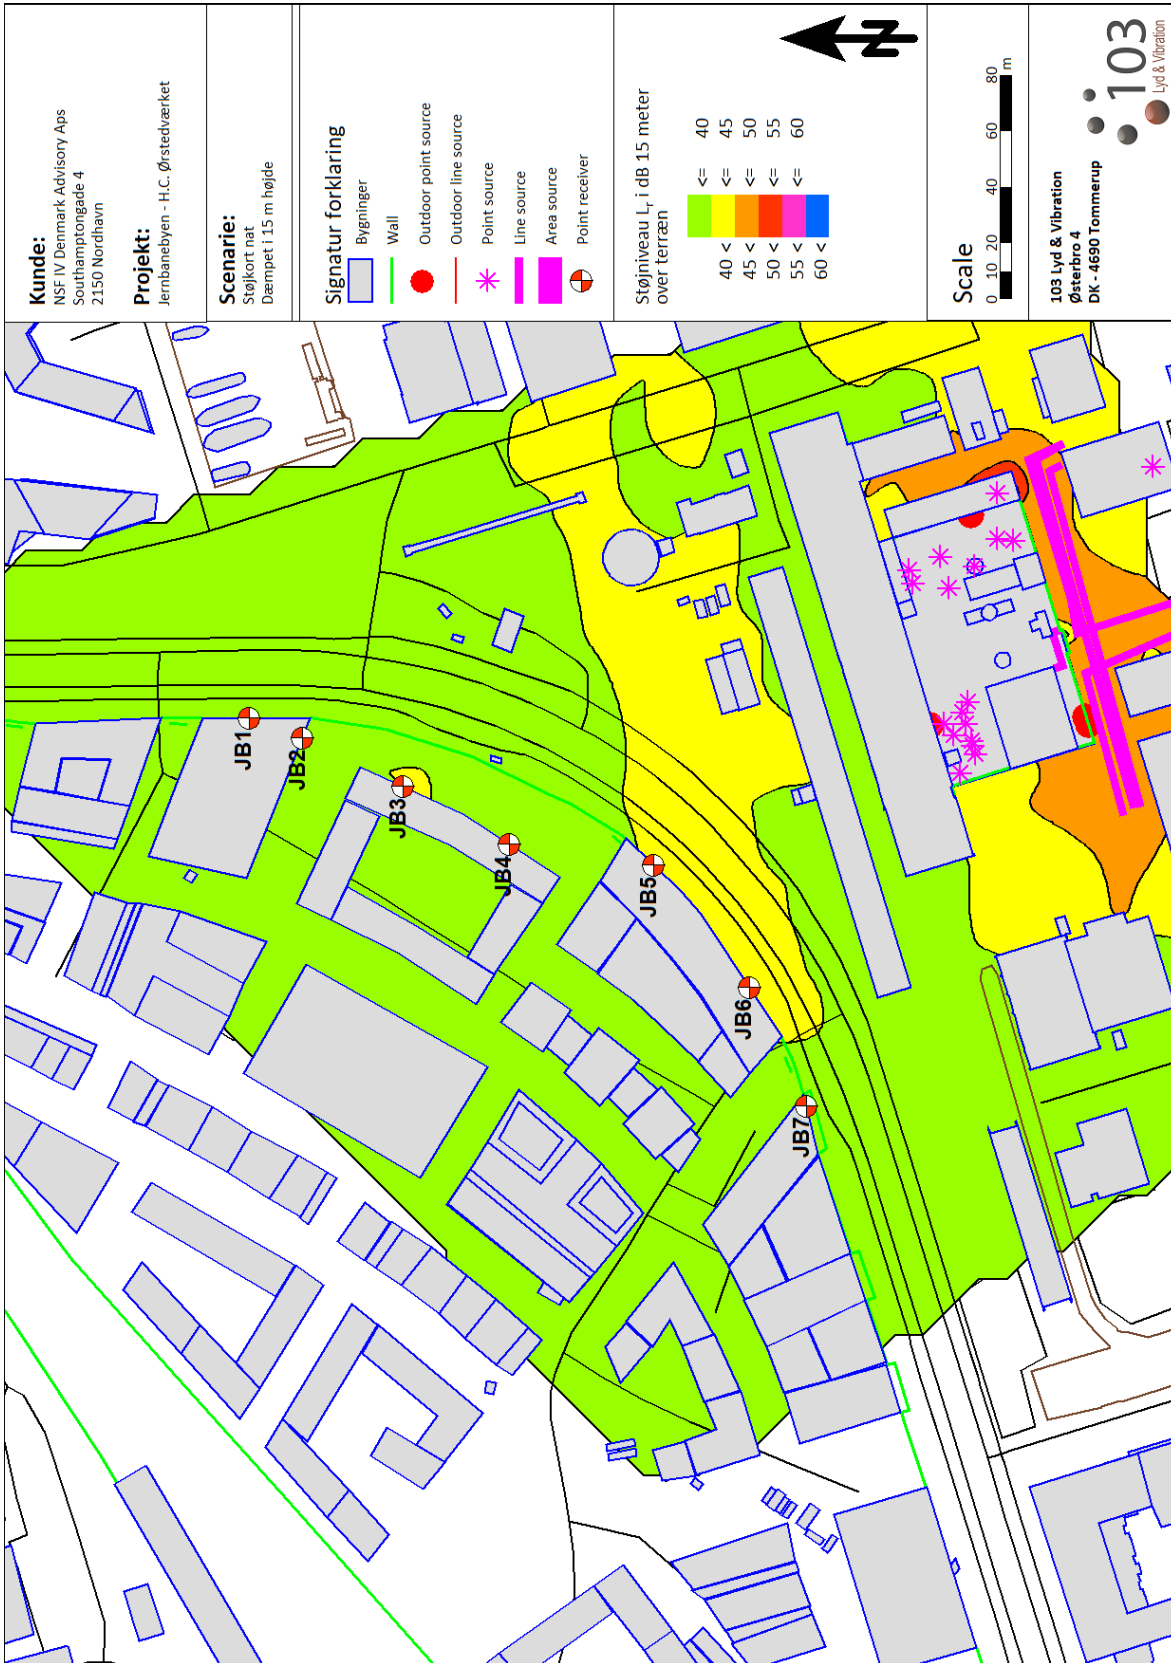 Kunde:
NSF IV Denmark Advisory Aps
Southamptongade 4
2150 Nordhavn
Projekt:
Jernbanebyen - H.C. Ørstedværket
Scenarie:
Støjkort nat
Dæmpet i 15 m højde
Signatur forklaring
Bygninger
Wall
Outdoor point source
Outdoor line source
Point source
Line source
Area source
Point receiver
Støjniveau Lr i dB 15 meter
over terræn
<= 40
40 < <= 45
45 < <= 50
50 < <= 55
55 < <= 60
60 <
N
Scale
0 10 20 40 60 80
m
103 Lyd & Vibration
Østerbro 4
DK - 4690 Tommerup
103
Lyd & Vibration
JB1
JB2
JB3
JB4
JB5
JB6
JB7